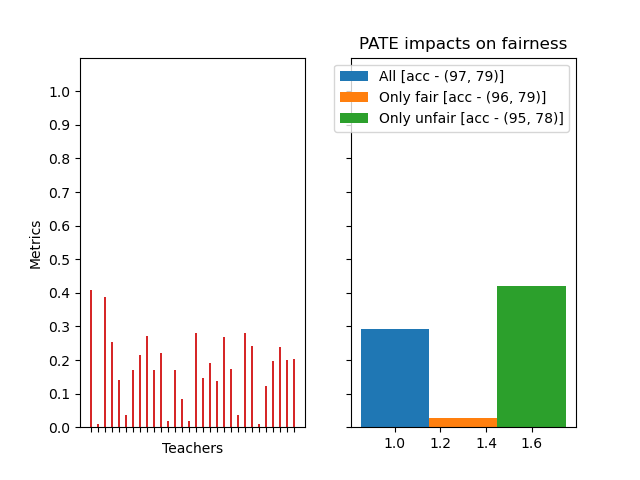 PATE impacts on fairness
All [acc - (97, 79)]
Only fair [acc - (96, 79)]
Only unfair [acc - (95, 78)]
Metrics
1.0
0.9
0.8
0.7
0.6
0.5
0.4
0.3
0.2
0.1
0.0
Teachers
1.0 1.2 1.4 1.6